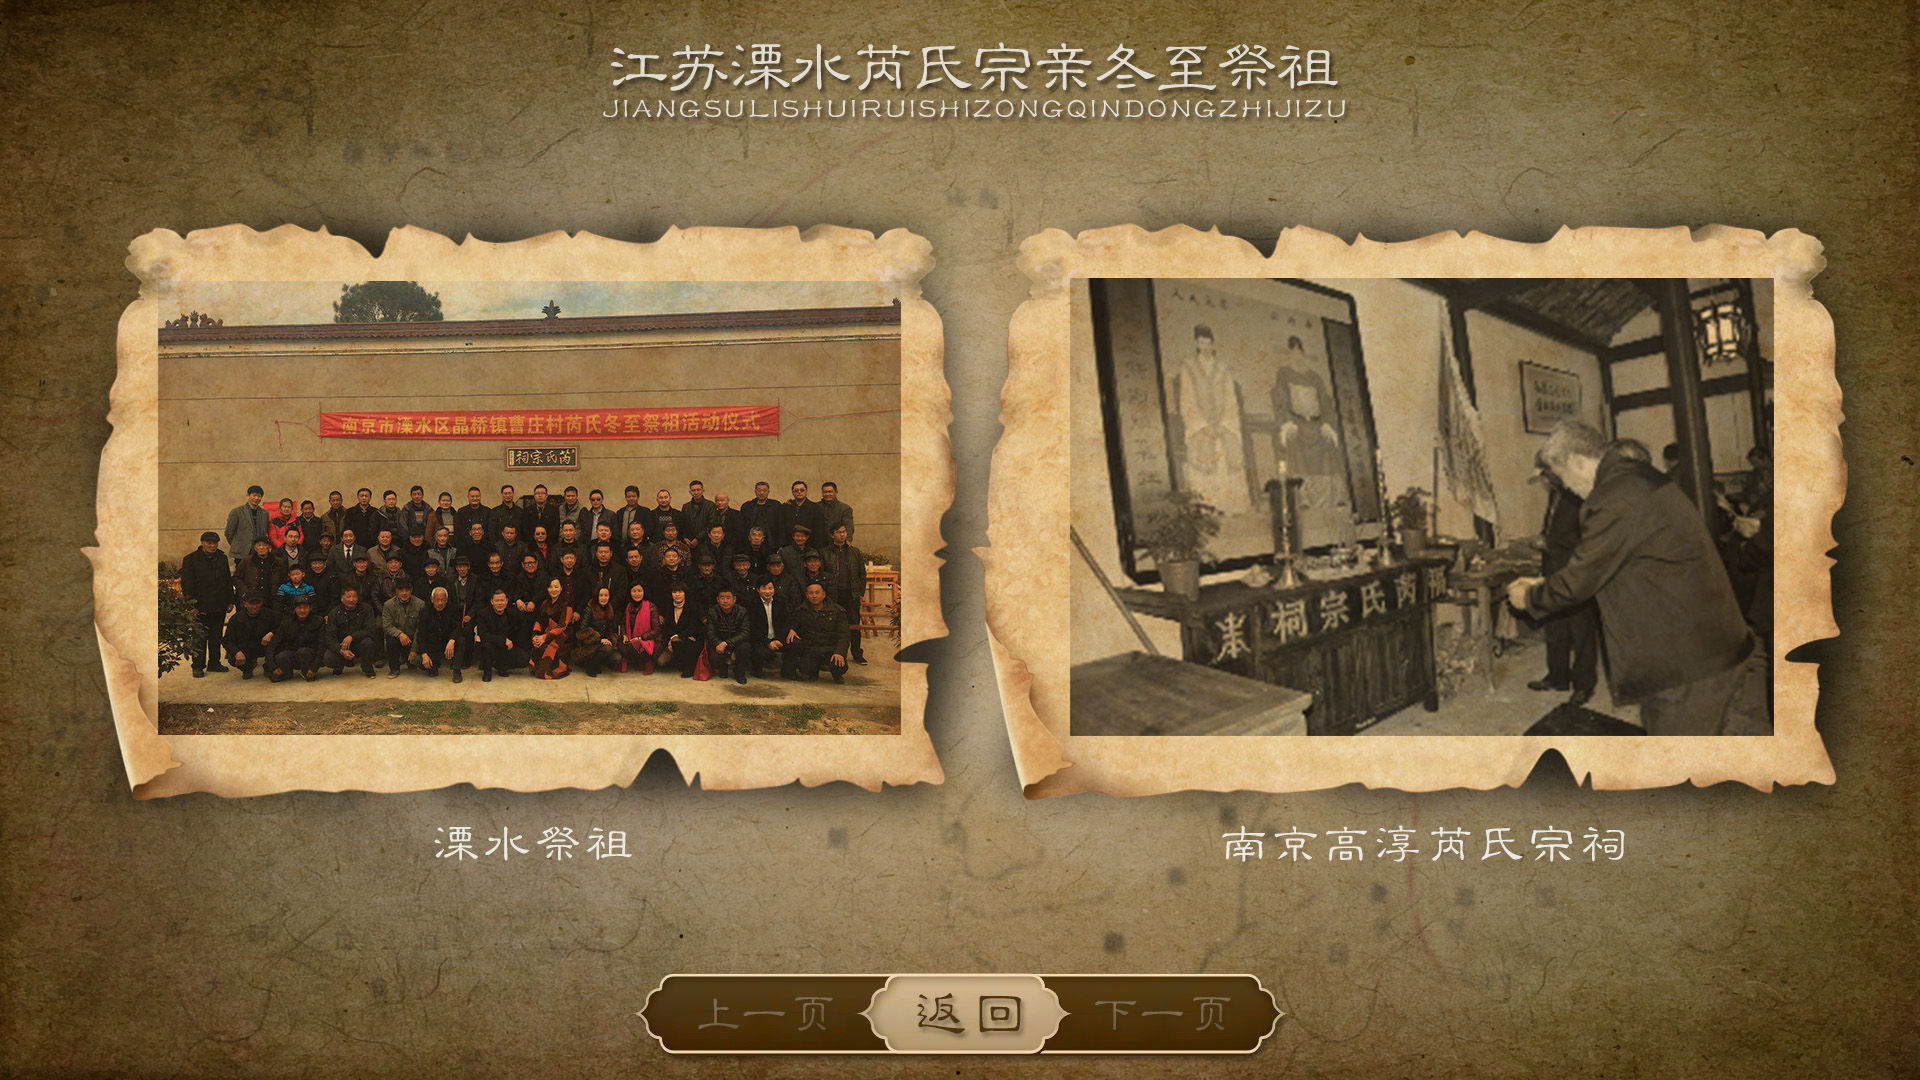 江苏溧水芮氏宗亲冬至祭祖
JIANGSULISHUIRUISHIZONGQINDONGZHIJIZU
南京市溧水区晶桥镇曹庄村芮氏冬至祭祖活动仪式
芮氏宗祠
祠宗氏芮
溧水祭祖
南京高淳芮氏宗祠
上一页
返回
下一页